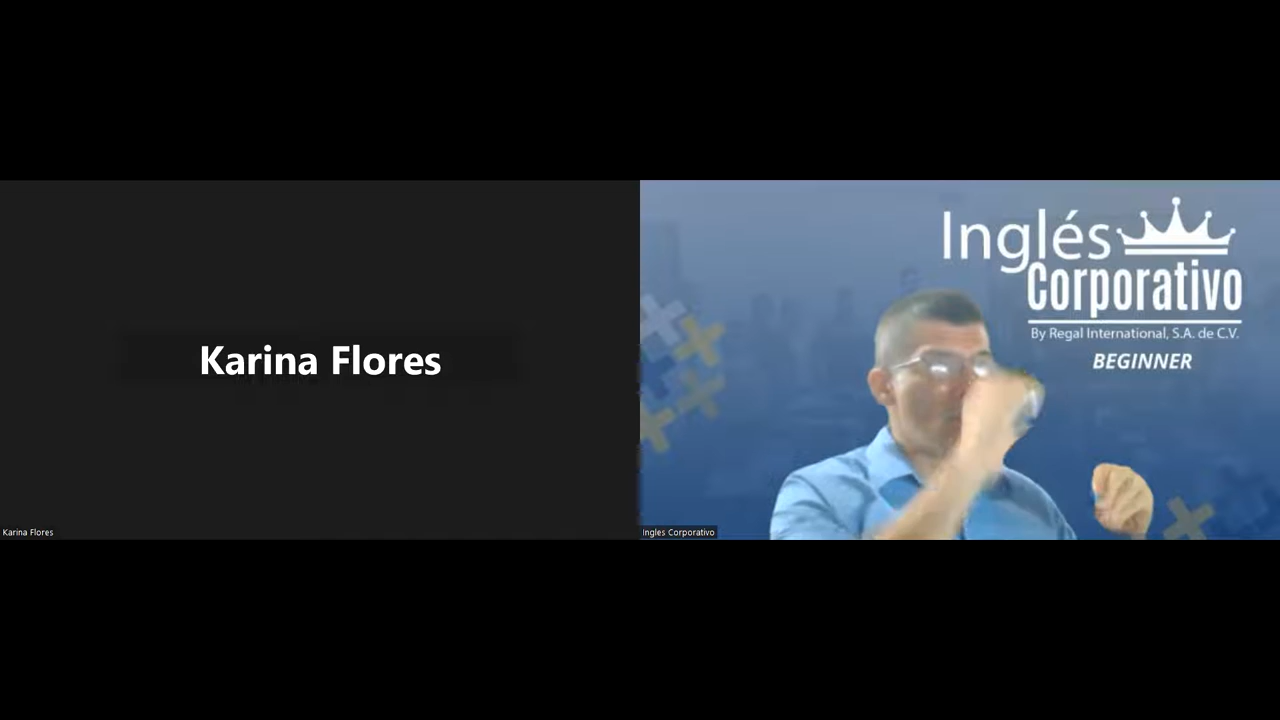 Karina Flores
Karina Flores
Inglés
Corporativo
By Regal International, S.A. de C.V.
BEGINNER
Ingles Corporativo